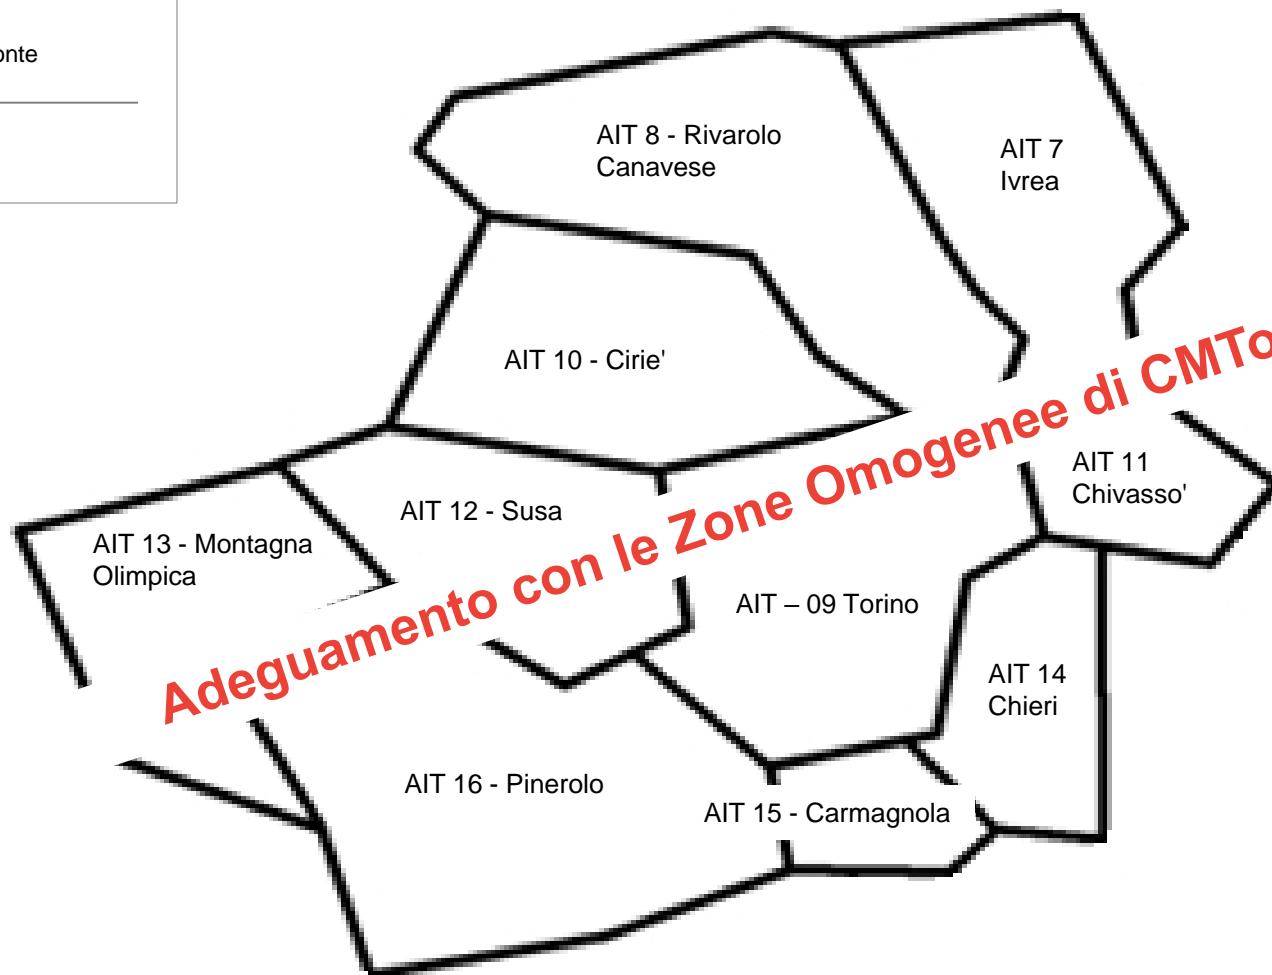 onte
AIT 8 - Rivarolo
Canavese
AIT 7
Ivrea
AIT 10 - Cirie'
Adeguamento con le Zone Omogenee di CMTo
AIT 11
Chivasso'
AIT 12 - Susa
AIT 13 - Montagna
Olimpica
AIT – 09 Torino
AIT 14
Chieri
AIT 16 - Pinerolo
AIT 15 - Carmagnola